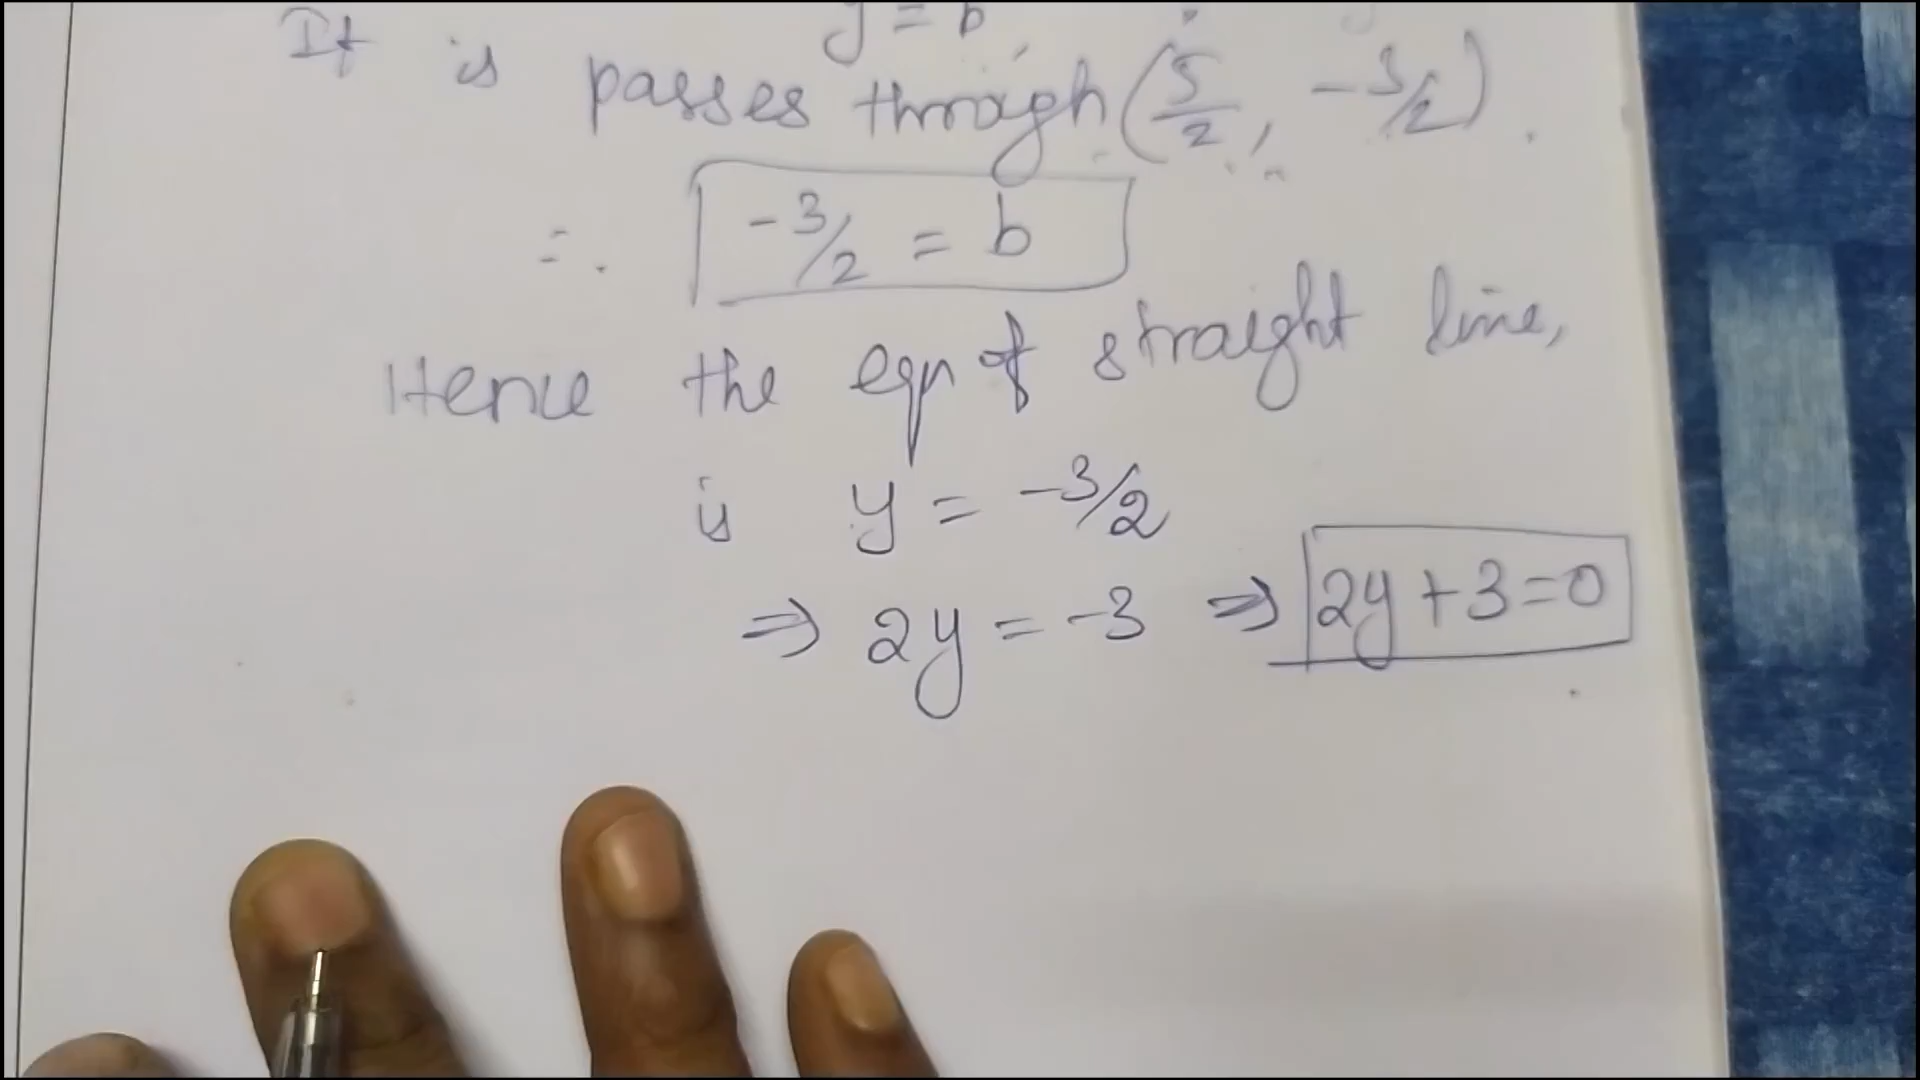 y = b
It is passes through (5/2, -3/2).
∴ -3/2 = b
Hence the eqn of straight line,
is y = -3/2
⇒ 2y = -3 ⇒ 2y + 3 = 0